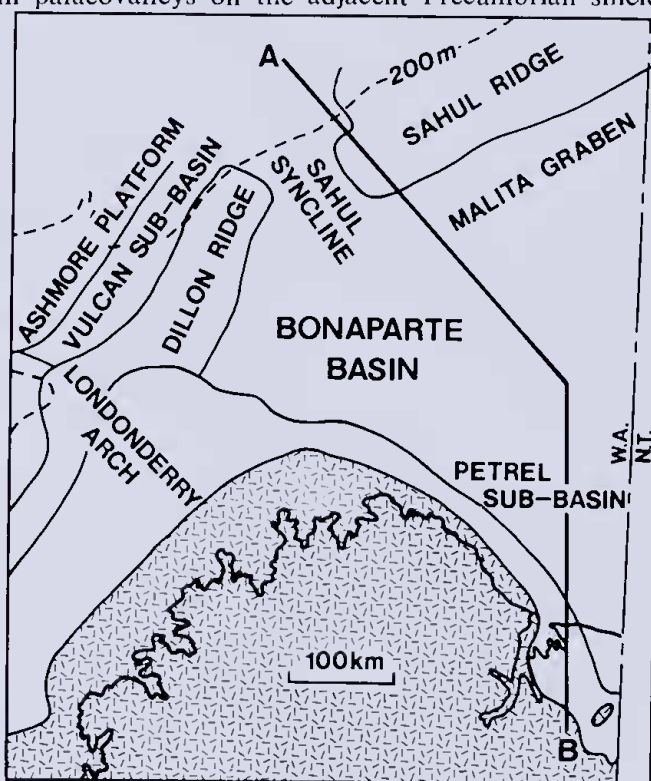 palaeovalleys on the adjacent Precambrian
A
200m
SAHUL RIDGE
MALITA GRABEN
SAHUL
SYNCLINE
ASHMORE PLATFORM
VULCAN SUB-BASIN
DILLON RIDGE
BONAPARTE
BASIN
LONDONDERRY
ARCH
PETREL
SUB-BASIN
W.A.
N.T.
100km
B